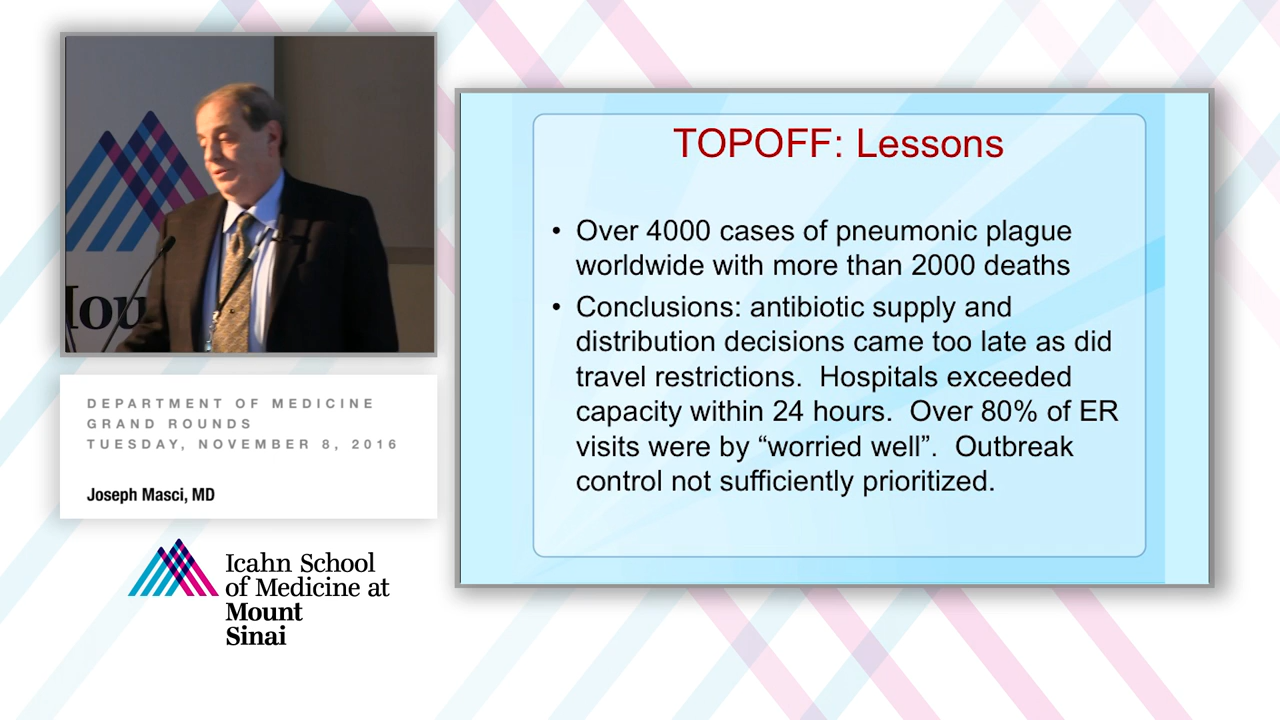 DEPARTMENT OF MEDICINE
GRAND ROUNDS
TUESDAY, NOVEMBER 8, 2016
Joseph Masci, MD
Icahn School
of Medicine at
Mount
Sinai
TOPOFF: Lessons
• Over 4000 cases of pneumonic plague
worldwide with more than 2000 deaths
• Conclusions: antibiotic supply and
distribution decisions came too late as did
travel restrictions.  Hospitals exceeded
capacity within 24 hours.  Over 80% of ER
visits were by “worried well”.  Outbreak
control not sufficiently prioritized.